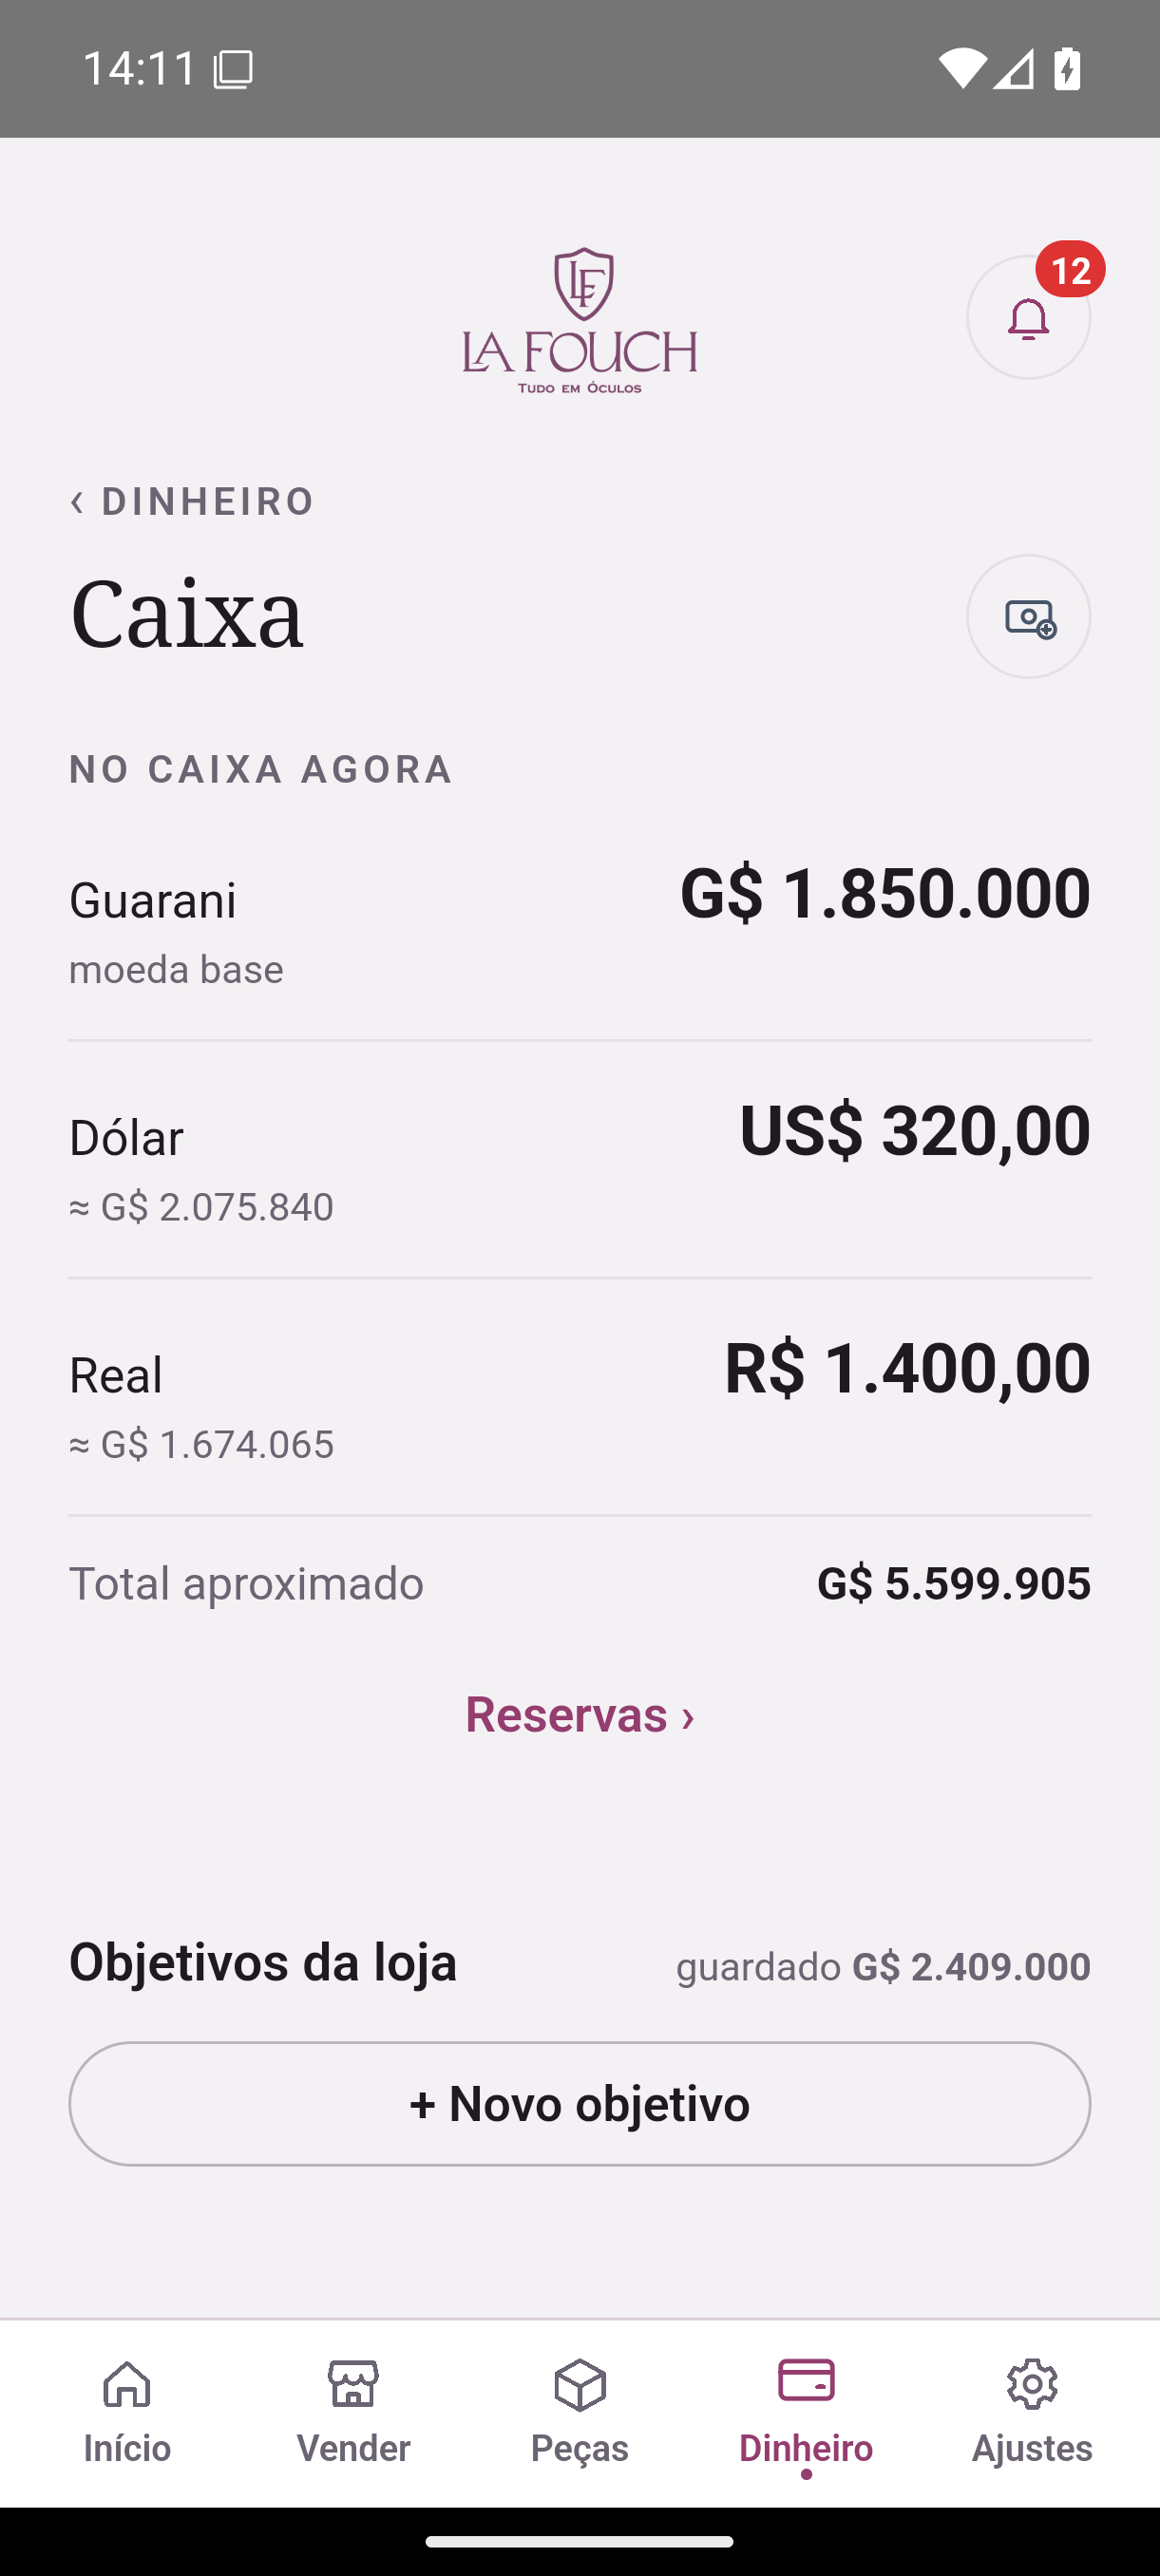 14:11
12
LF
LA FOUCH
TUDO EM ÓCULOS
‹ DINHEIRO
Caixa
NO CAIXA AGORA
Guarani
G$ 1.850.000
moeda base
Dólar
US$ 320,00
≈ G$ 2.075.840
Real
R$ 1.400,00
≈ G$ 1.674.065
Total aproximado
G$ 5.599.905
Reservas ›
Objetivos da loja
guardado G$ 2.409.000
+ Novo objetivo
Início
Vender
Peças
Dinheiro
Ajustes